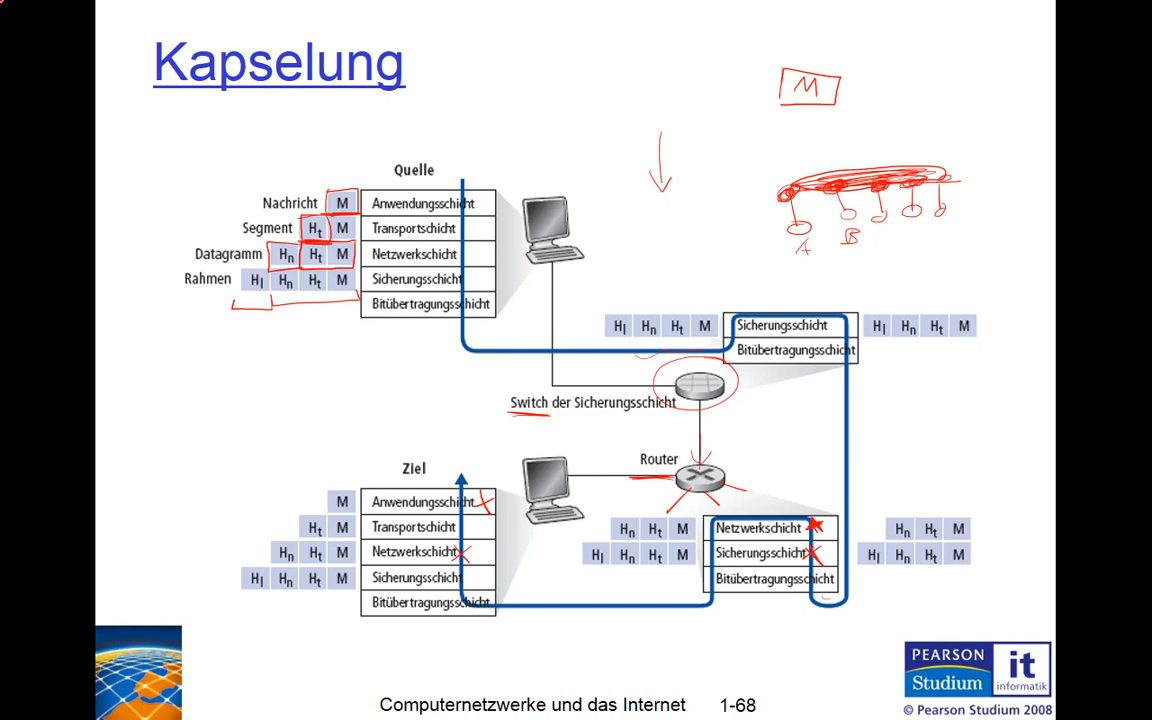 Kapselung
M
Quelle
Nachricht M Anwendungsschicht
Segment Ht M Transportschicht
Datagramm Hn Ht M Netzwerkschicht
Rahmen Hl Hn Ht M Sicherungsschicht
Bitübertragungsschicht
A B
Hl Hn Ht M Sicherungsschicht Hl Hn Ht M
Bitübertragungsschicht
Switch der Sicherungsschicht
Router
Ziel
M Anwendungsschicht
Ht M Transportschicht
Hn Ht M Netzwerkschicht
Hl Hn Ht M Sicherungsschicht
Bitübertragungsschicht
Hn Ht M Netzwerkschicht Hn Ht M
Hl Hn Ht M Sicherungsschicht Hl Hn Ht M
Bitübertragungsschicht
PEARSON
Studium
it
informatik
© Pearson Studium 2008
Computernetzwerke und das Internet 1-68